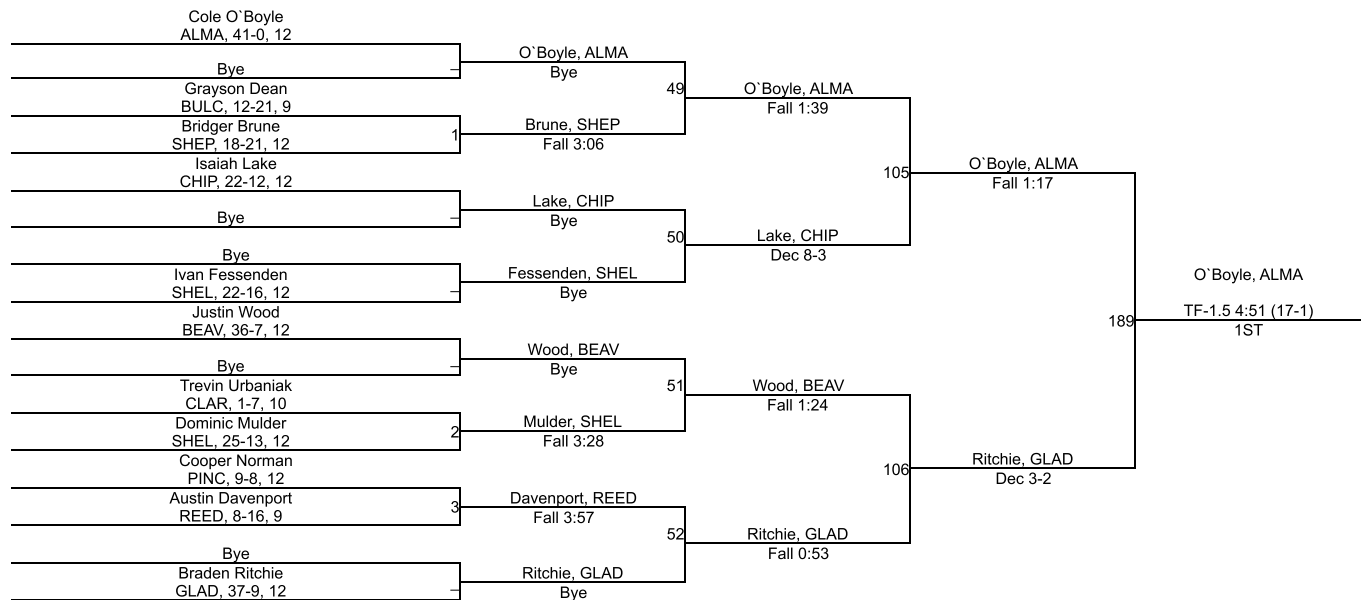 Cole O`Boyle
ALMA, 41-0, 12
Bye
Grayson Dean
BULC, 12-21, 9
Bridger Brune
SHEP, 18-21, 12
Isaiah Lake
CHIP, 22-12, 12
Bye
Bye
Ivan Fessenden
SHEL, 22-16, 12
Justin Wood
BEAV, 36-7, 12
Bye
Trevin Urbaniak
CLAR, 1-7, 10
Dominic Mulder
SHEL, 25-13, 12
Cooper Norman
PINC, 9-8, 12
Austin Davenport
REED, 8-16, 9
Bye
Braden Ritchie
GLAD, 37-9, 12
–
1
–
–
–
2
3
–
O`Boyle, ALMA
Bye
Brune, SHEP
Fall 3:06
Lake, CHIP
Bye
Fessenden, SHEL
Bye
Wood, BEAV
Bye
Mulder, SHEL
Fall 3:28
Davenport, REED
Fall 3:57
Ritchie, GLAD
Bye
49
50
51
52
O`Boyle, ALMA
Fall 1:39
Lake, CHIP
Dec 8-3
Wood, BEAV
Fall 1:24
Ritchie, GLAD
Fall 0:53
105
106
O`Boyle, ALMA
Fall 1:17
Ritchie, GLAD
Dec 3-2
189
O`Boyle, ALMA
TF-1.5 4:51 (17-1)
1ST